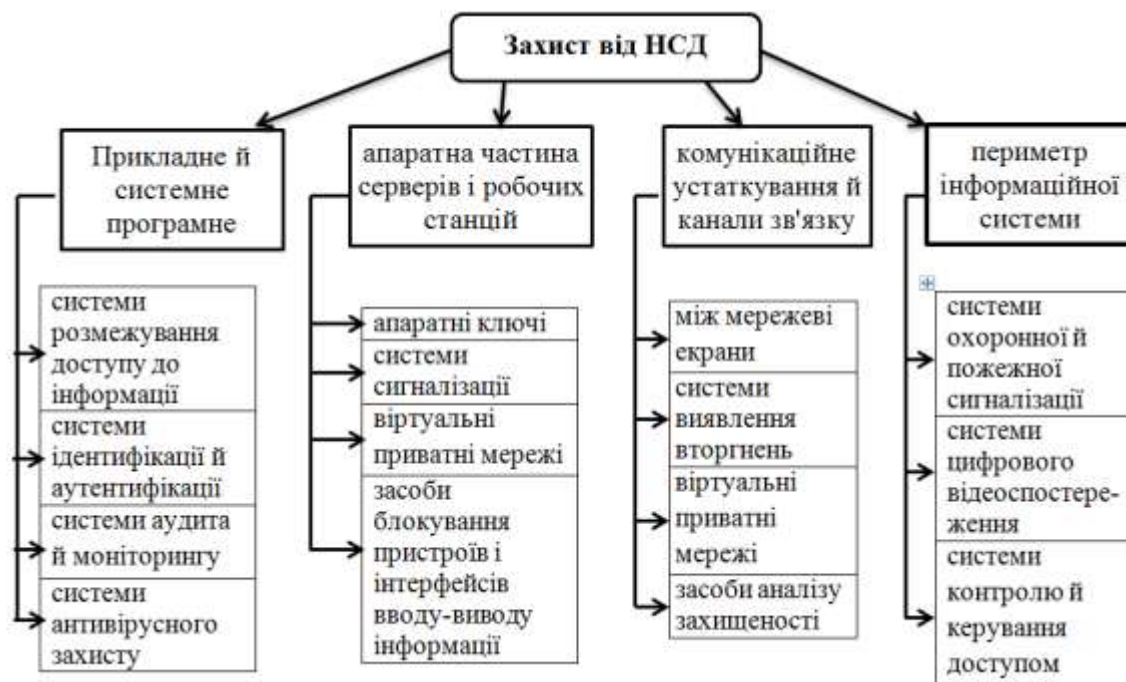 Захист від НСД
Прикладне й
системне
програмне
системи
розмежування
доступу до
інформації
системи
ідентифікації й
аутентифікації
системи аудита
й моніторингу
системи
антивірусного
захисту
апаратна частина
серверів і робочих
станцій
апаратні ключі
системи
сигналізації
віртуальні
приватні мережі
засоби
блокування
пристроїв і
інтерфейсів
вводу-виводу
інформації
комунікаційне
устаткування й
канали зв'язку
між мережеві
екрани
системи
виявлення
вторгнень
віртуальні
приватні
мережі
засоби аналізу
захищеності
периметр
інформаційної
системи
системи
охоронної й
пожежної
сигналізації
системи
цифрового
відеоспостере-
ження
системи
контролю й
керування
доступом